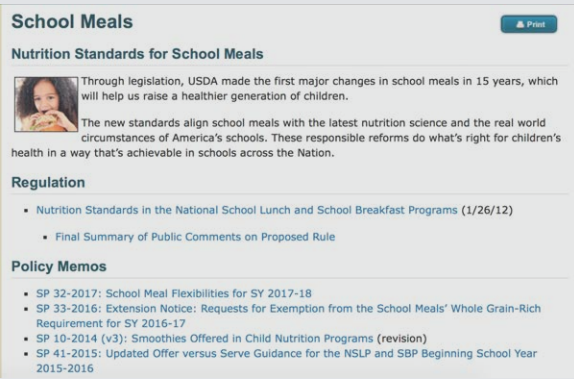 School Meals
Print
Nutrition Standards for School Meals
Through legislation, USDA made the first major changes in school meals in 15 years, which
will help us raise a healthier generation of children.
The new standards align school meals with the latest nutrition science and the real world
circumstances of America's schools. These responsible reforms do what's right for children's
health in a way that's achievable in schools across the Nation.
Regulation
Nutrition Standards in the National School Lunch and School Breakfast Programs (1/26/12)
Final Summary of Public Comments on Proposed Rule
Policy Memos
SP 32-2017: School Meal Flexibilities for SY 2017-18
SP 33-2016: Extension Notice: Requests for Exemption from the School Meals' Whole Grain-Rich
Requirement for SY 2016-17
SP 10-2014 (v3): Smoothies Offered in Child Nutrition Programs (revision)
SP 41-2015: Updated Offer versus Serve Guidance for the NSLP and SBP Beginning School Year
2015-2016